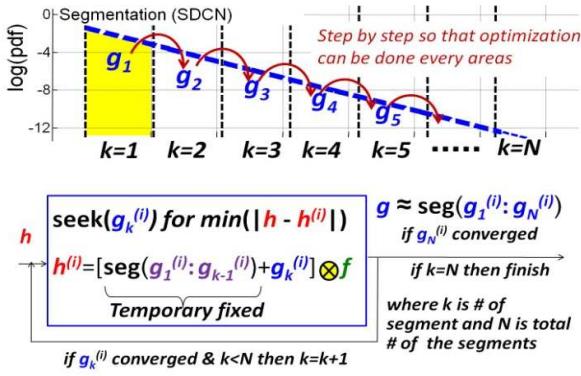 Segmentation (SDCN)
log(pdf)
0
-4
-8
-12
Step by step so that optimization
can be done every areas
g1
g2
g3
g4
g5
k=1 k=2 k=3 k=4 k=5 ••••• k=N
h
seek(gk(i)) for min(|h - h(i)|)
h(i)=[seg(g1(i): gk-1(i))+gk(i)]⊗f
Temporary fixed
g ≈ seg(g1(i): gN(i))
if gN(i) converged
if k=N then finish
where k is # of
segment and N is total
# of the segments
if gk(i) converged & k<N then k=k+1